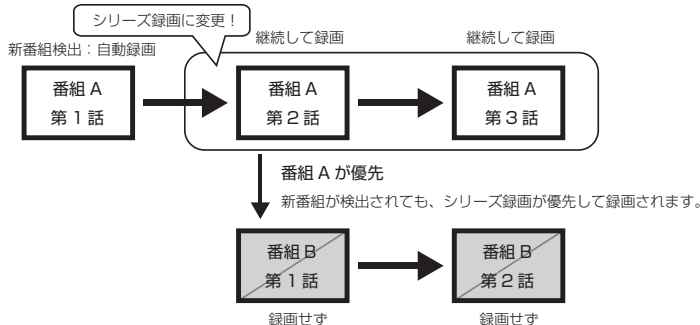 シリーズ録画に変更！
新番組検出：自動録画
継続して録画
継続して録画
番組 A
第 1 話
番組 A
第 2 話
番組 A
第 3 話
番組 A が優先
新番組が検出されても、シリーズ録画が優先して録画されます。
番組 B
第 1 話
番組 B
第 2 話
録画せず
録画せず